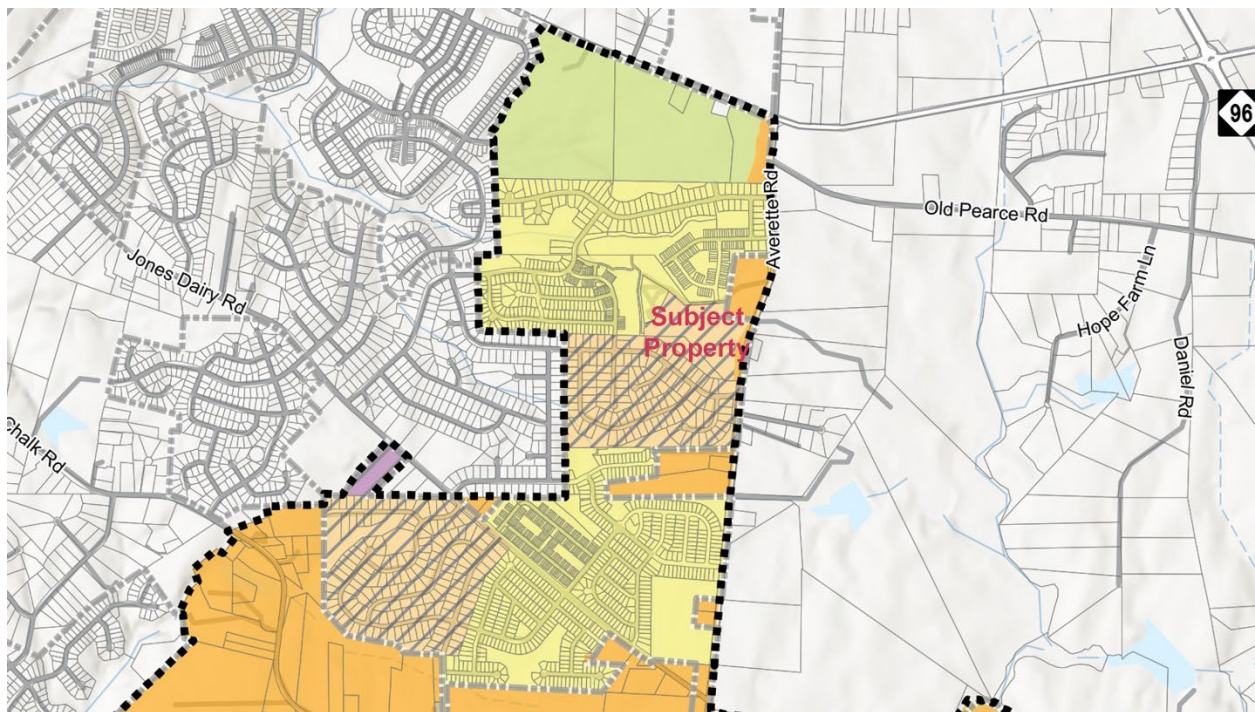 96
Averette Rd
Old Pearce Rd
Jones Dairy Rd
Hope Farm Ln
Subject
Property
Daniel Rd
Chalk Rd